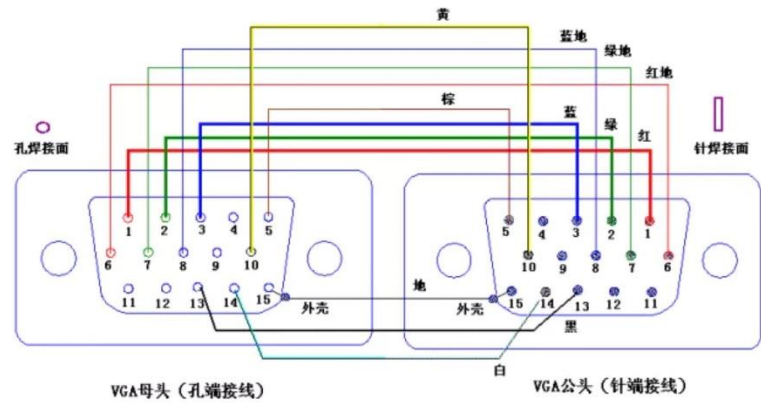 黄
蓝地
绿地
红地
棕
蓝
绿
红
孔焊接面
针焊接面
1 2 3 4 5
5 4 3 2 1
6 7 8 9 10
10 9 8 7 6
11 12 13 14 15
15 14 13 12 11
地
外壳
外壳
黑
白
VGA母头（孔端接线）
VGA公头（针端接线）